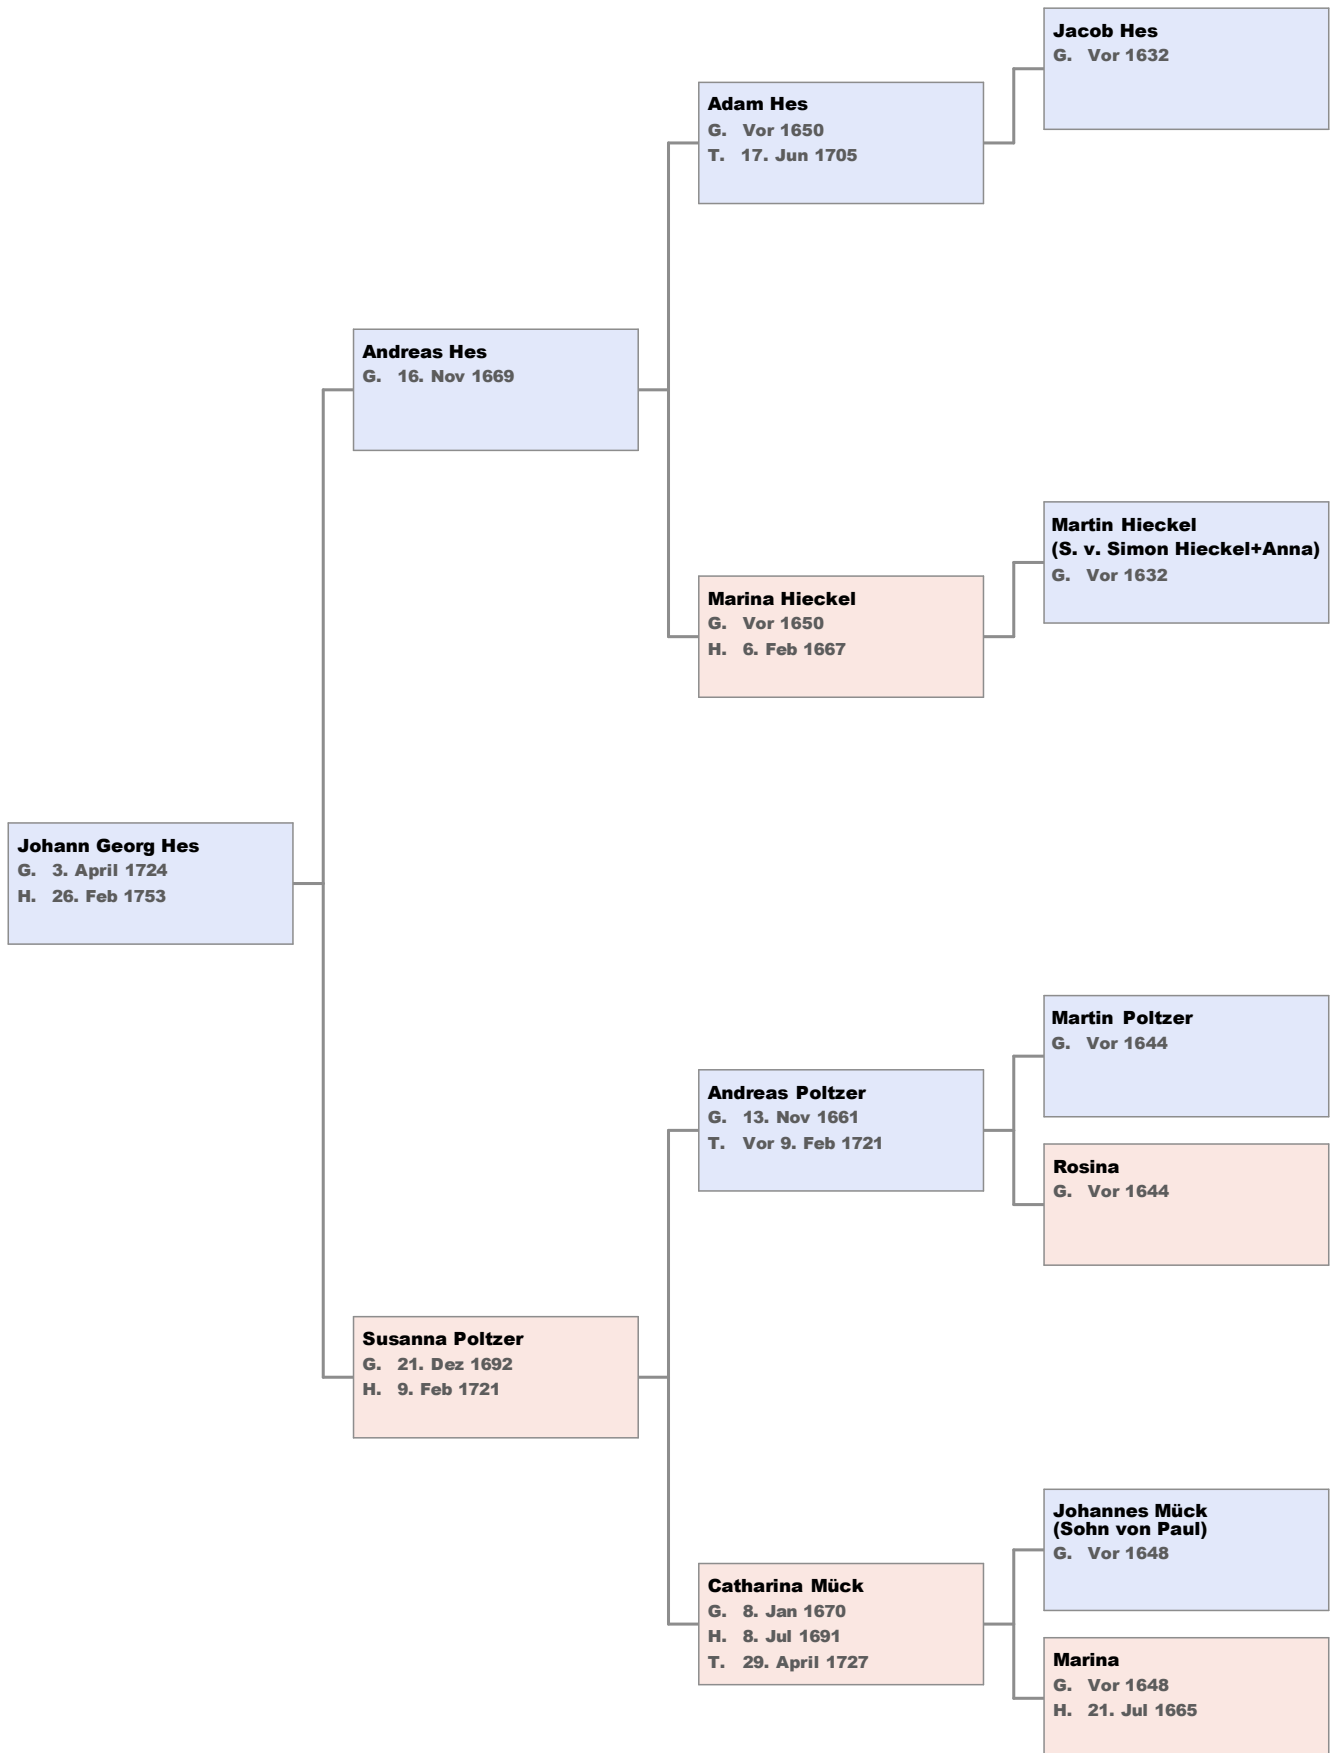 Jacob Hes
G. Vor 1632
Adam Hes
G. Vor 1650
T. 17. Jun 1705
Andreas Hes
G. 16. Nov 1669
Martin Hieckel
(S. v. Simon Hieckel+Anna)
G. Vor 1632
Marina Hieckel
G. Vor 1650
H. 6. Feb 1667
Johann Georg Hes
G. 3. April 1724
H. 26. Feb 1753
Martin Poltzer
G. Vor 1644
Andreas Poltzer
G. 13. Nov 1661
T. Vor 9. Feb 1721
Rosina
G. Vor 1644
Susanna Poltzer
G. 21. Dez 1692
H. 9. Feb 1721
Johannes Mück
(Sohn von Paul)
G. Vor 1648
Catharina Mück
G. 8. Jan 1670
H. 8. Jul 1691
T. 29. April 1727
Marina
G. Vor 1648
H. 21. Jul 1665